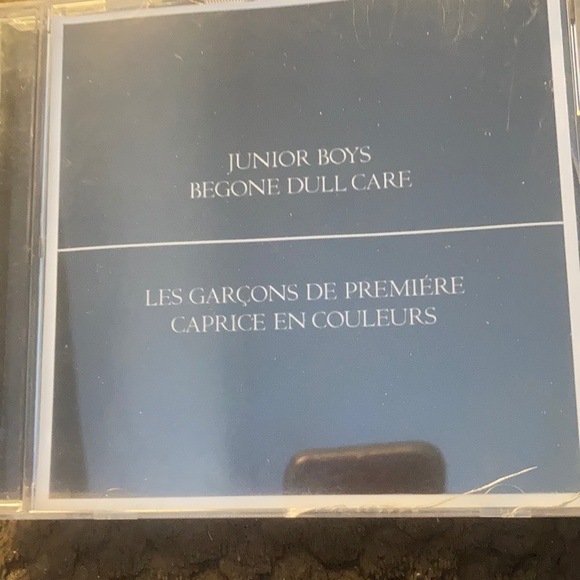 JUNIOR BOYS
BEGONE DULL CARE
LES GARÇONS DE PREMIÉRE
CAPRICE EN COULEURS